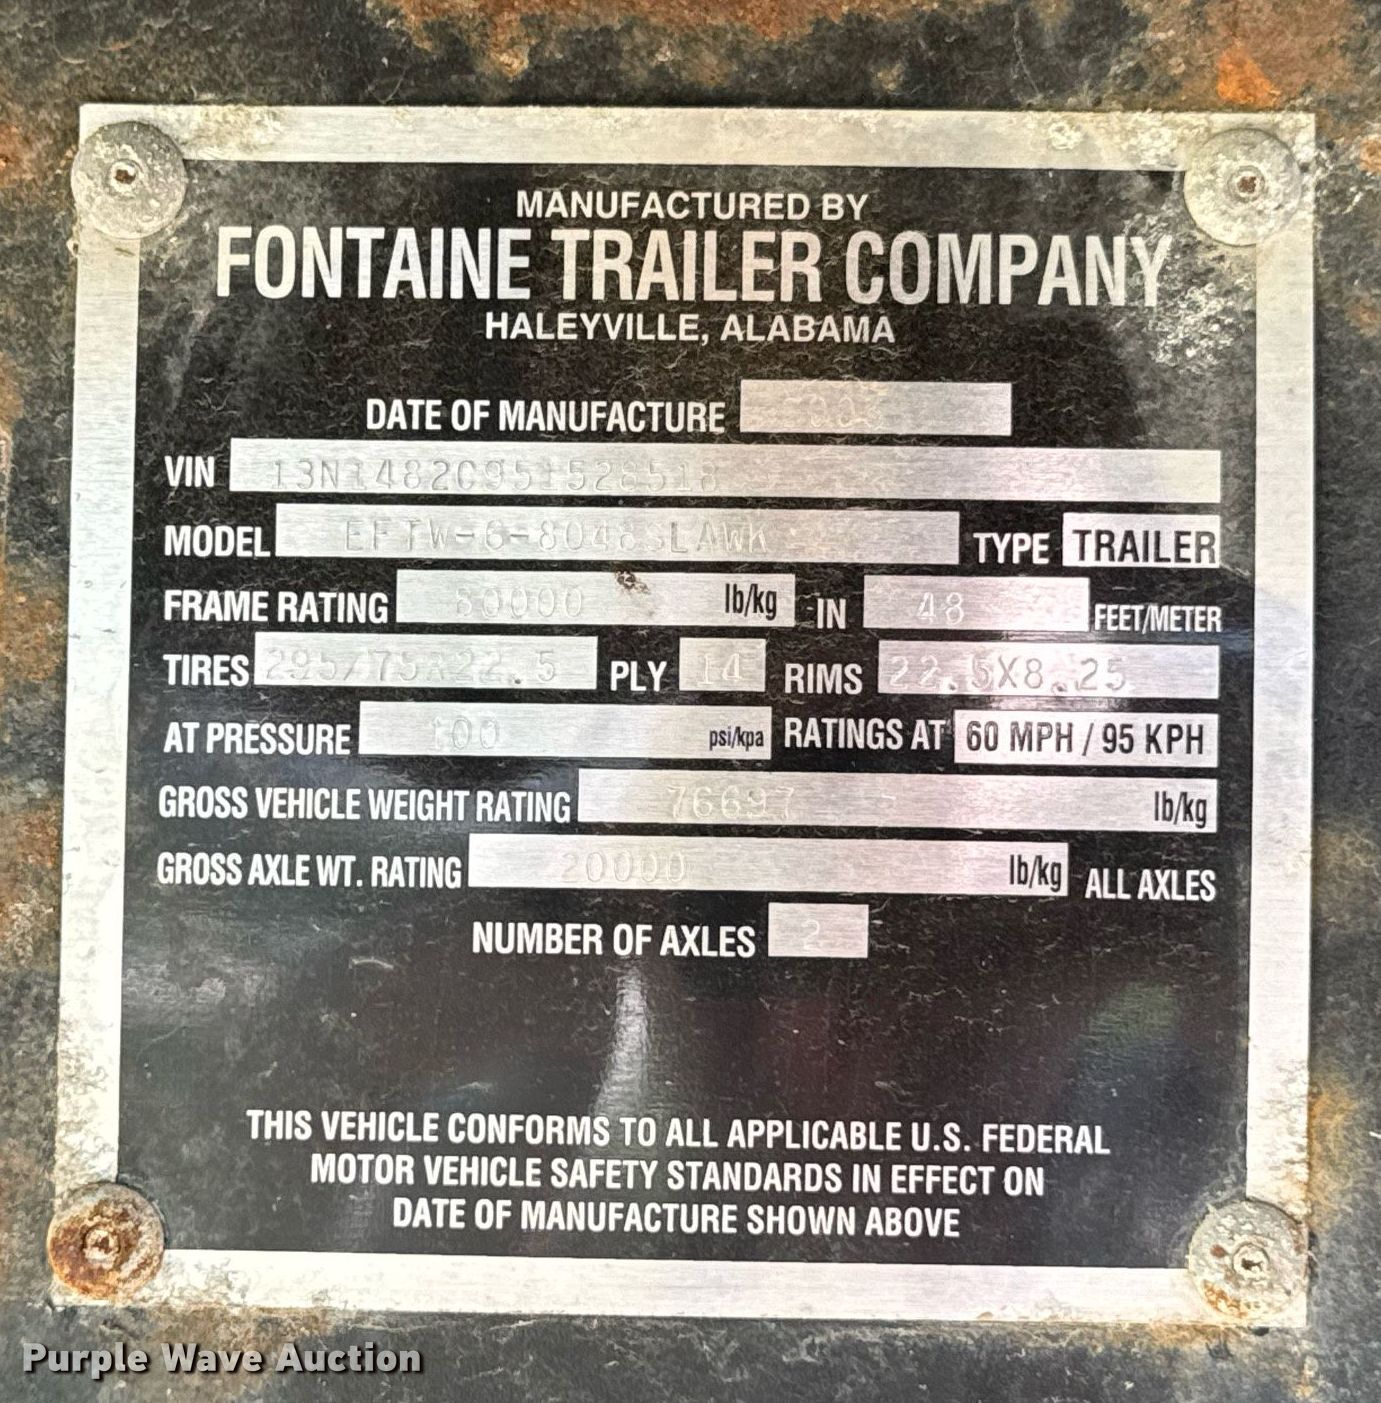 MANUFACTURED BY
FONTAINE TRAILER COMPANY
HALEYVILLE, ALABAMA
DATE OF MANUFACTURE
VIN 13N1482C951528518
MODEL EFTW-6-8048SLAWK TYPE TRAILER
FRAME RATING 80000 lb/kg IN 48 FEET/METER
TIRES 295/75R22.5 PLY 14 RIMS 22.5X8.25
AT PRESSURE 100 psi/kpa RATINGS AT 60 MPH / 95 KPH
GROSS VEHICLE WEIGHT RATING 76697 lb/kg
GROSS AXLE WT. RATING 20000 lb/kg ALL AXLES
NUMBER OF AXLES 2
THIS VEHICLE CONFORMS TO ALL APPLICABLE U.S. FEDERAL
MOTOR VEHICLE SAFETY STANDARDS IN EFFECT ON
DATE OF MANUFACTURE SHOWN ABOVE
Purple Wave Auction